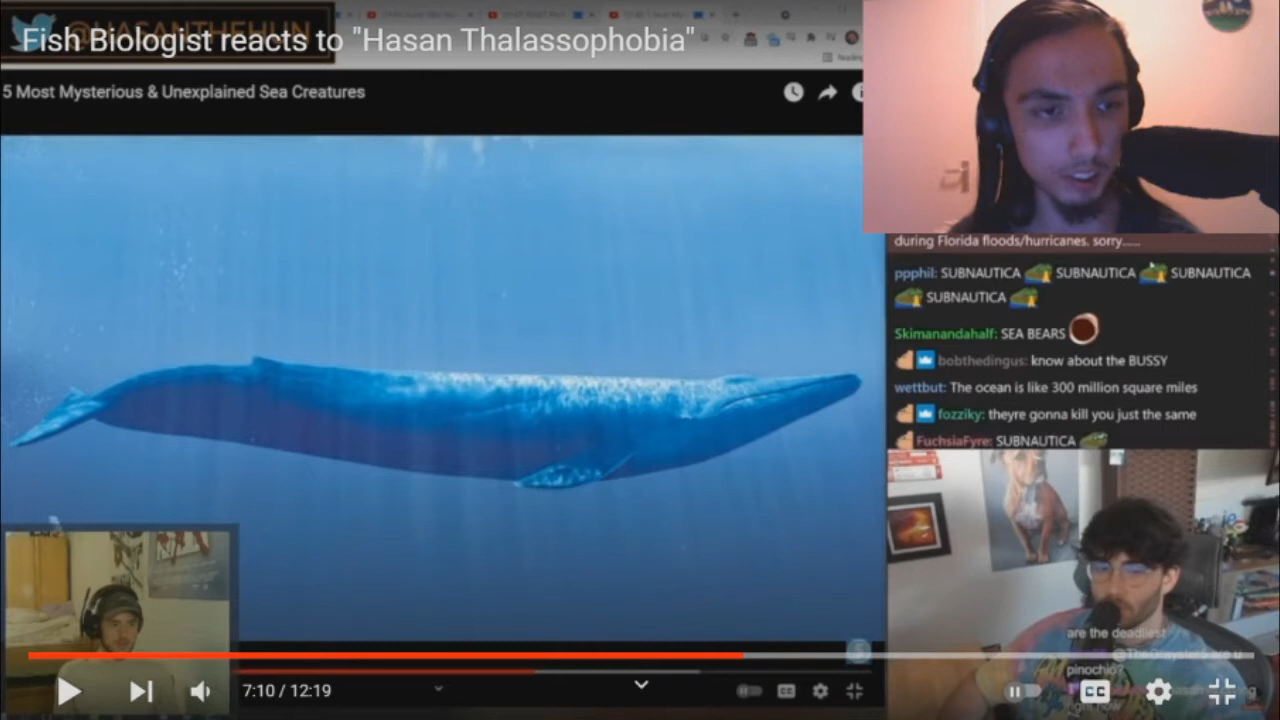 @HASANTHEHUN
Fish Biologist reacts to "Hasan Thalassophobia"
5 Most Mysterious & Unexplained Sea Creatures
during Florida floods/hurricanes. sorry......
ppphil: SUBNAUTICA SUBNAUTICA SUBNAUTICA
SUBNAUTICA
Skimanandahalf: SEA BEARS
bobthedingus: know about the BUSSY
wettbut: The ocean is like 300 million square miles
fozziky: theyre gonna kill you just the same
FuchsiaFyre: SUBNAUTICA
are the deadliest
are u
pinochio?
7:10 / 12:19
CC